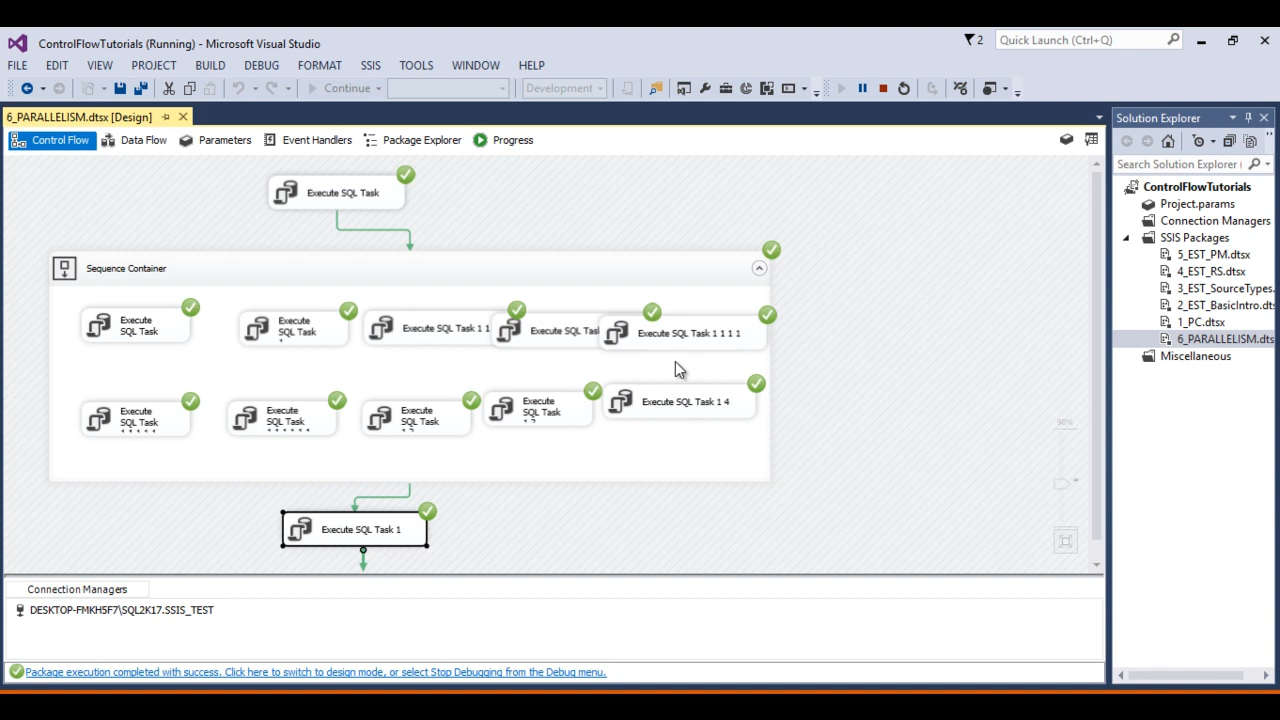 ControlFlowTutorials (Running) - Microsoft Visual Studio
2
Quick Launch (Ctrl+Q)
FILE EDIT VIEW PROJECT BUILD DEBUG FORMAT SSIS TOOLS WINDOW HELP
Continue
Development
6_PARALLELISM.dtsx [Design]
Solution Explorer
Control Flow Data Flow Parameters Event Handlers Package Explorer Progress
Search Solution Explorer (
ControlFlowTutorials
Project.params
Connection Managers
SSIS Packages
5_EST_PM.dtsx
4_EST_RS.dtsx
3_EST_SourceTypes.
2_EST_BasicIntro.dts
1_PC.dtsx
6_PARALLELISM.dts
Miscellaneous
Execute SQL Task
Sequence Container
Execute
SQL Task
Execute
SQL Task
Execute SQL Task 1 1
Execute SQL Tas
Execute SQL Task 1 1 1 1
Execute
SQL Task
Execute
SQL Task
Execute
SQL Task
Execute
SQL Task
Execute SQL Task 1 4
90%
Execute SQL Task 1
Connection Managers
DESKTOP-FMKH5F7\SQL2K17.SSIS_TEST
Package execution completed with success. Click here to switch to design mode, or select Stop Debugging from the Debug menu.